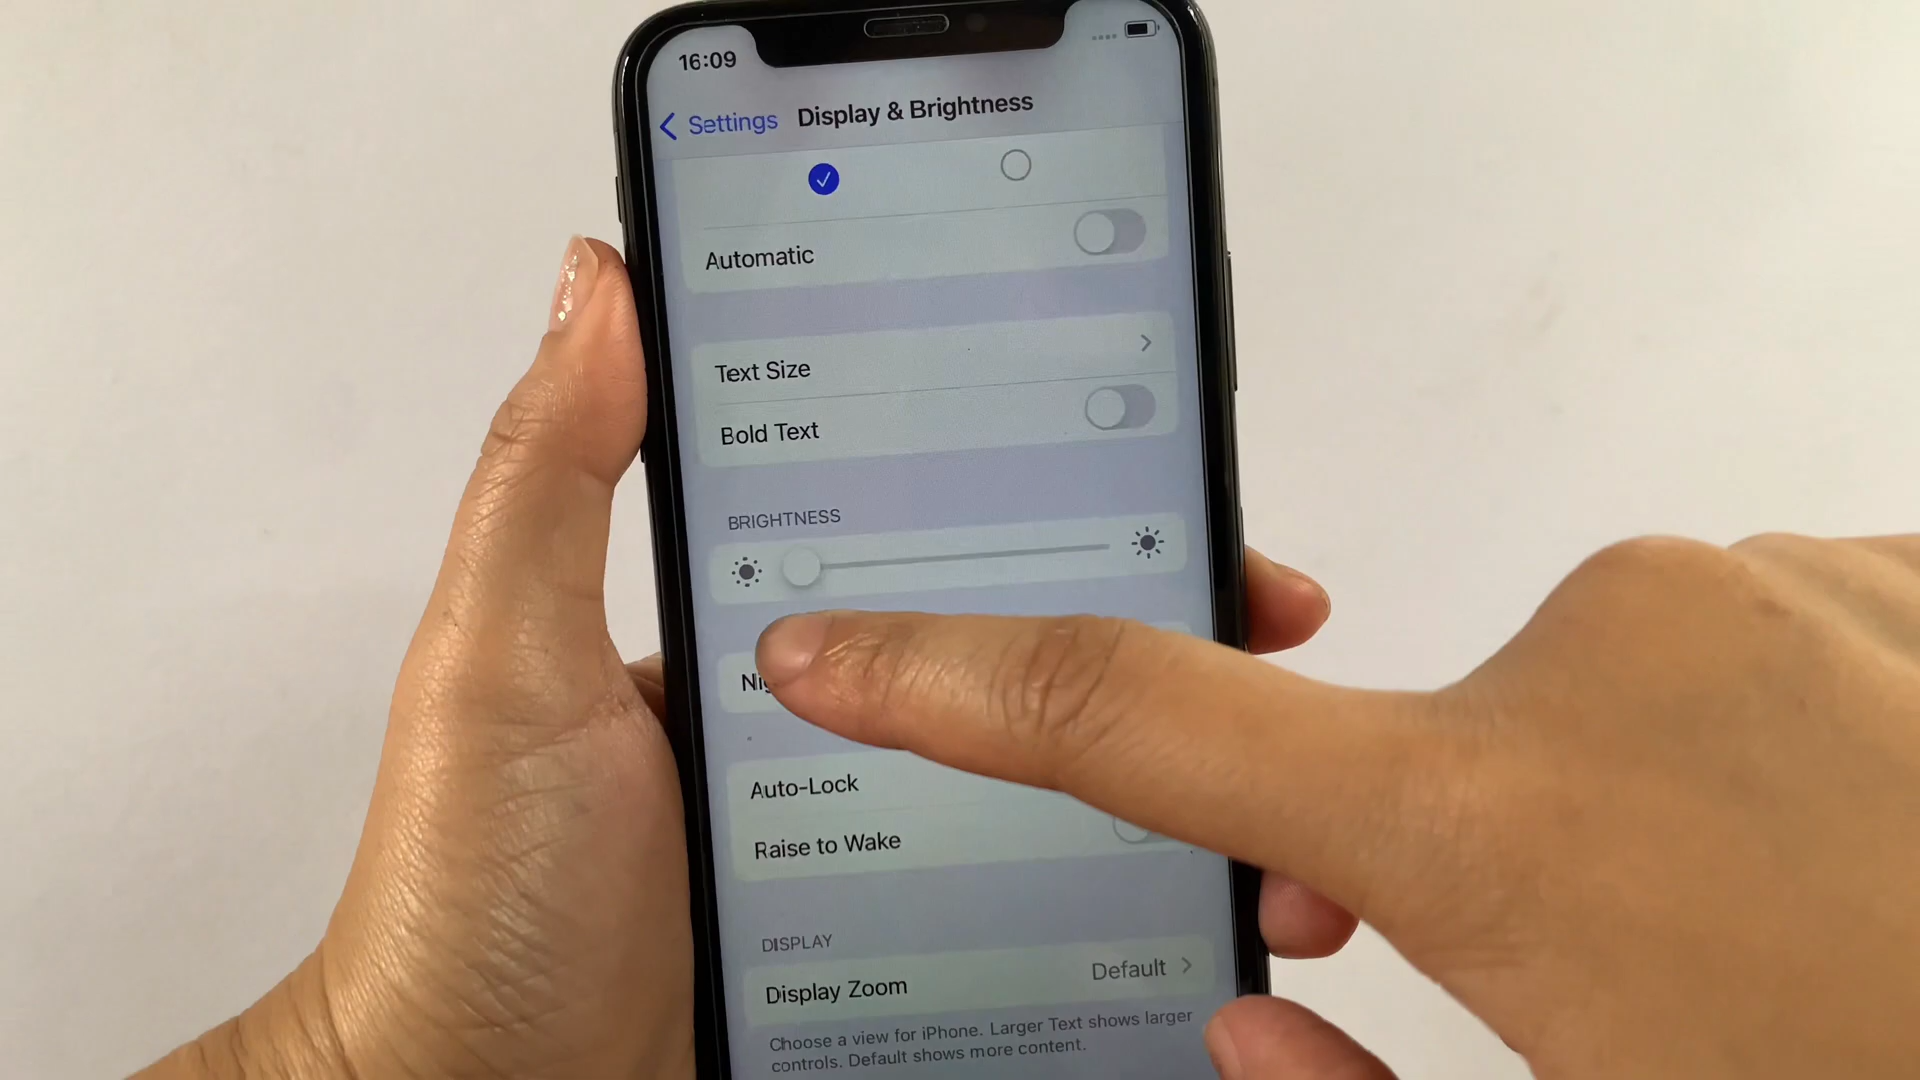 16:09
Settings
Display & Brightness
Automatic
Text Size
Bold Text
BRIGHTNESS
Auto-Lock
Raise to Wake
DISPLAY
Display Zoom
Default
Choose a view for iPhone. Larger Text shows larger
controls. Default shows more content.